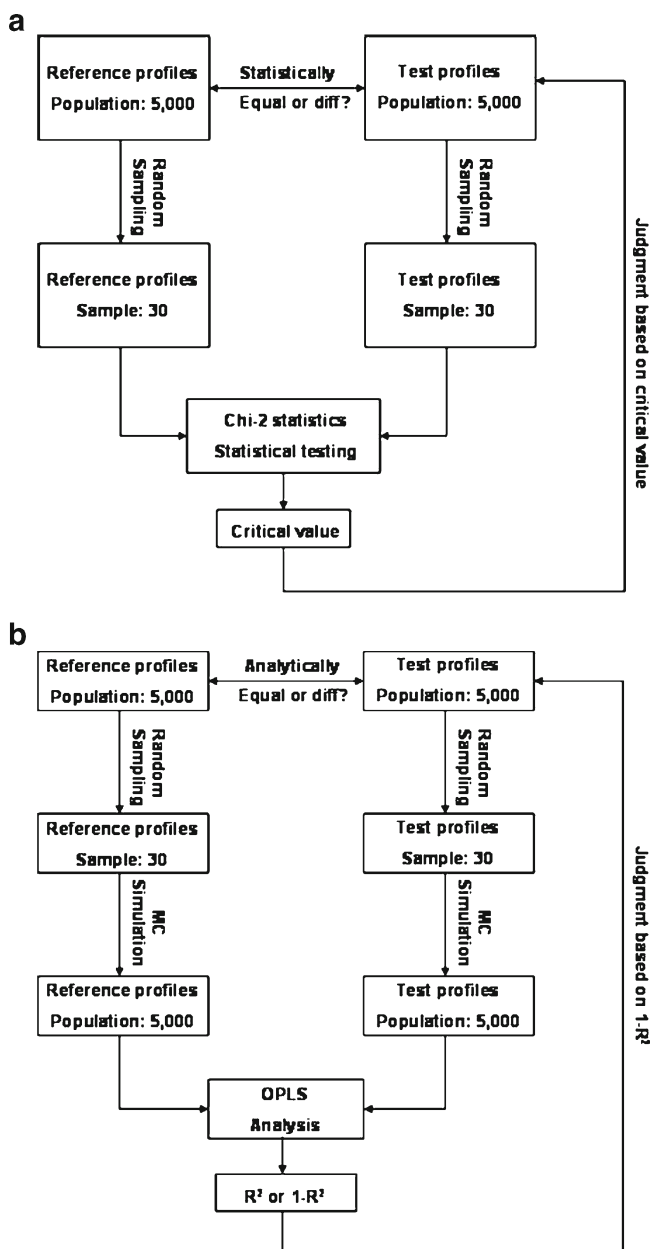 a
Reference profiles
Population: 5,000
Statistically
Equal or diff?
Test profiles
Population: 5,000
Random
Sampling
Random
Sampling
Reference profiles
Sample: 30
Test profiles
Sample: 30
Judgment based on critical value
Chi-2 statistics
Statistical testing
Critical value
b
Reference profiles
Population: 5,000
Analytically
Equal or diff?
Test profiles
Population: 5,000
Random
Sampling
Random
Sampling
Reference profiles
Sample: 30
Test profiles
Sample: 30
MC
Simulation
MC
Simulation
Judgment based on 1-R²
Reference profiles
Population: 5,000
Test profiles
Population: 5,000
OPLS
Analysis
R² or 1-R²